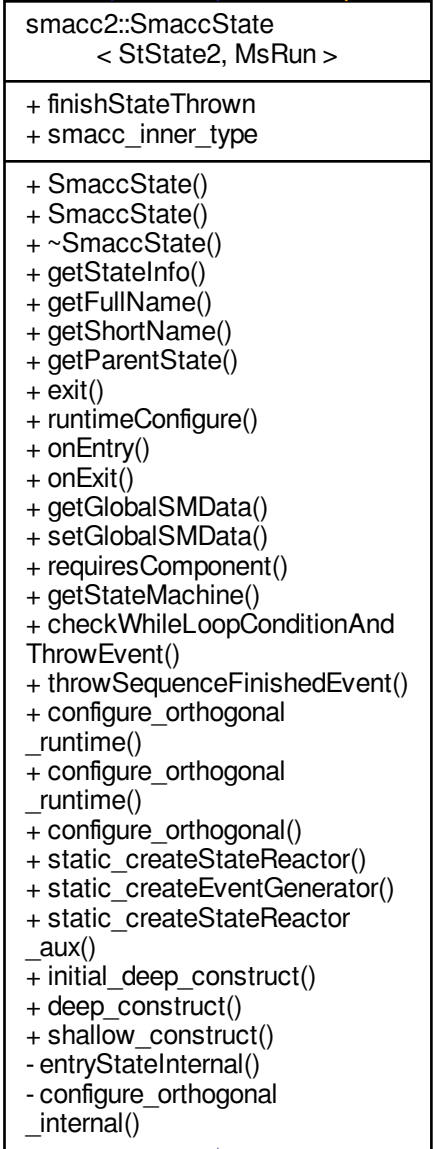 smacc2::SmaccState
< StState2, MsRun >
+ finishStateThrown
+ smacc_inner_type
+ SmaccState()
+ SmaccState()
+ ~SmaccState()
+ getStateInfo()
+ getFullName()
+ getShortName()
+ getParentState()
+ exit()
+ runtimeConfigure()
+ onEntry()
+ onExit()
+ getGlobalSMData()
+ setGlobalSMData()
+ requiresComponent()
+ getStateMachine()
+ checkWhileLoopConditionAnd
ThrowEvent()
+ throwSequenceFinishedEvent()
+ configure_orthogonal
_runtime()
+ configure_orthogonal
_runtime()
+ configure_orthogonal()
+ static_createStateReactor()
+ static_createEventGenerator()
+ static_createStateReactor
_aux()
+ initial_deep_construct()
+ deep_construct()
+ shallow_construct()
- entryStateInternal()
- configure_orthogonal
_internal()